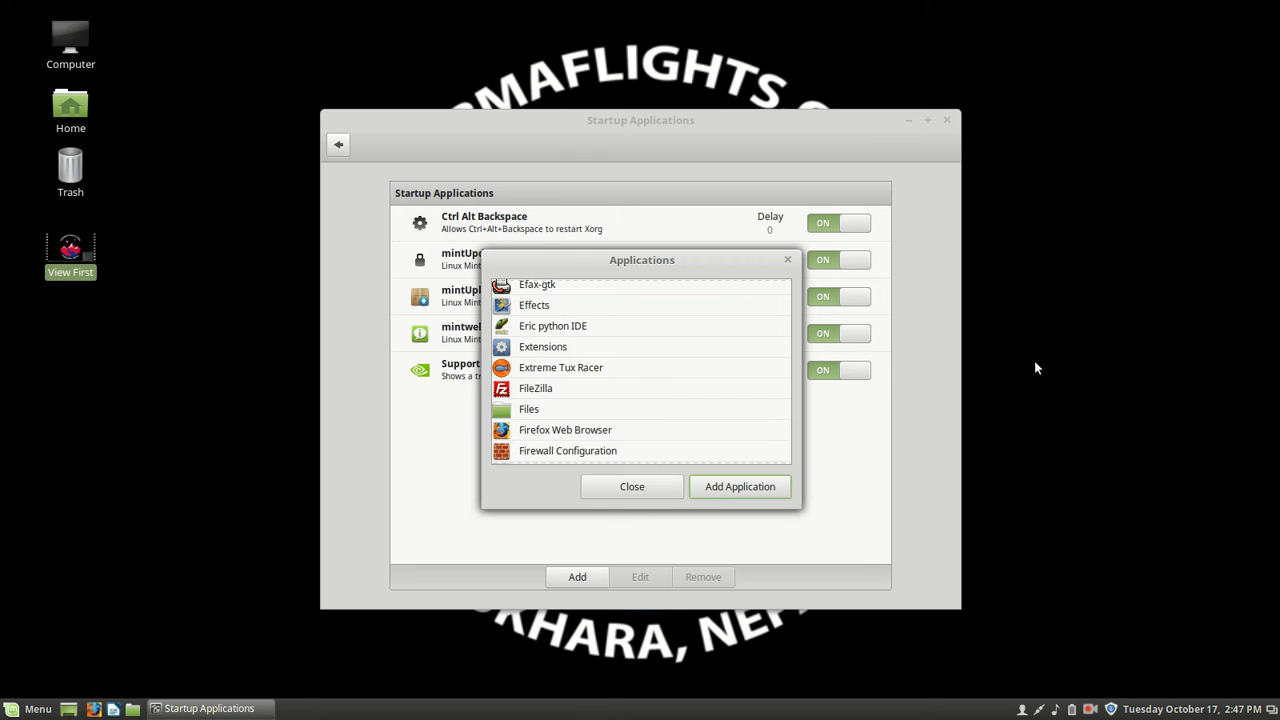 Computer
Home
Trash
View First
MAFLIGHTS
Startup Applications
Startup Applications
Ctrl Alt Backspace
Allows Ctrl+Alt+Backspace to restart Xorg
Delay
0
ON
Linux Mint
ON
Linux Mint
ON
Linux Mint
ON
Support
Shows a
ON
Applications
Efax-gtk
Effects
Eric python IDE
Extensions
Extreme Tux Racer
FileZilla
Files
Firefox Web Browser
Firewall Configuration
Close
Add Application
Add
Edit
Remove
KHARA, NEP
Menu
Startup Applications
Tuesday October 17, 2:47 PM